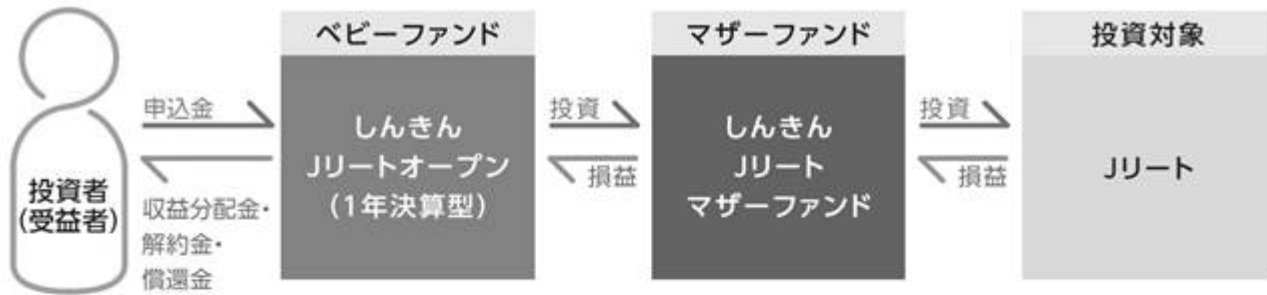 投資者
(受益者)
申込金
収益分配金・
解約金・
償還金
ベビーファンド
しんきん
Jリートオープン
(1年決算型)
投資
損益
マザーファンド
しんきん
Jリート
マザーファンド
投資
損益
投資対象
Jリート